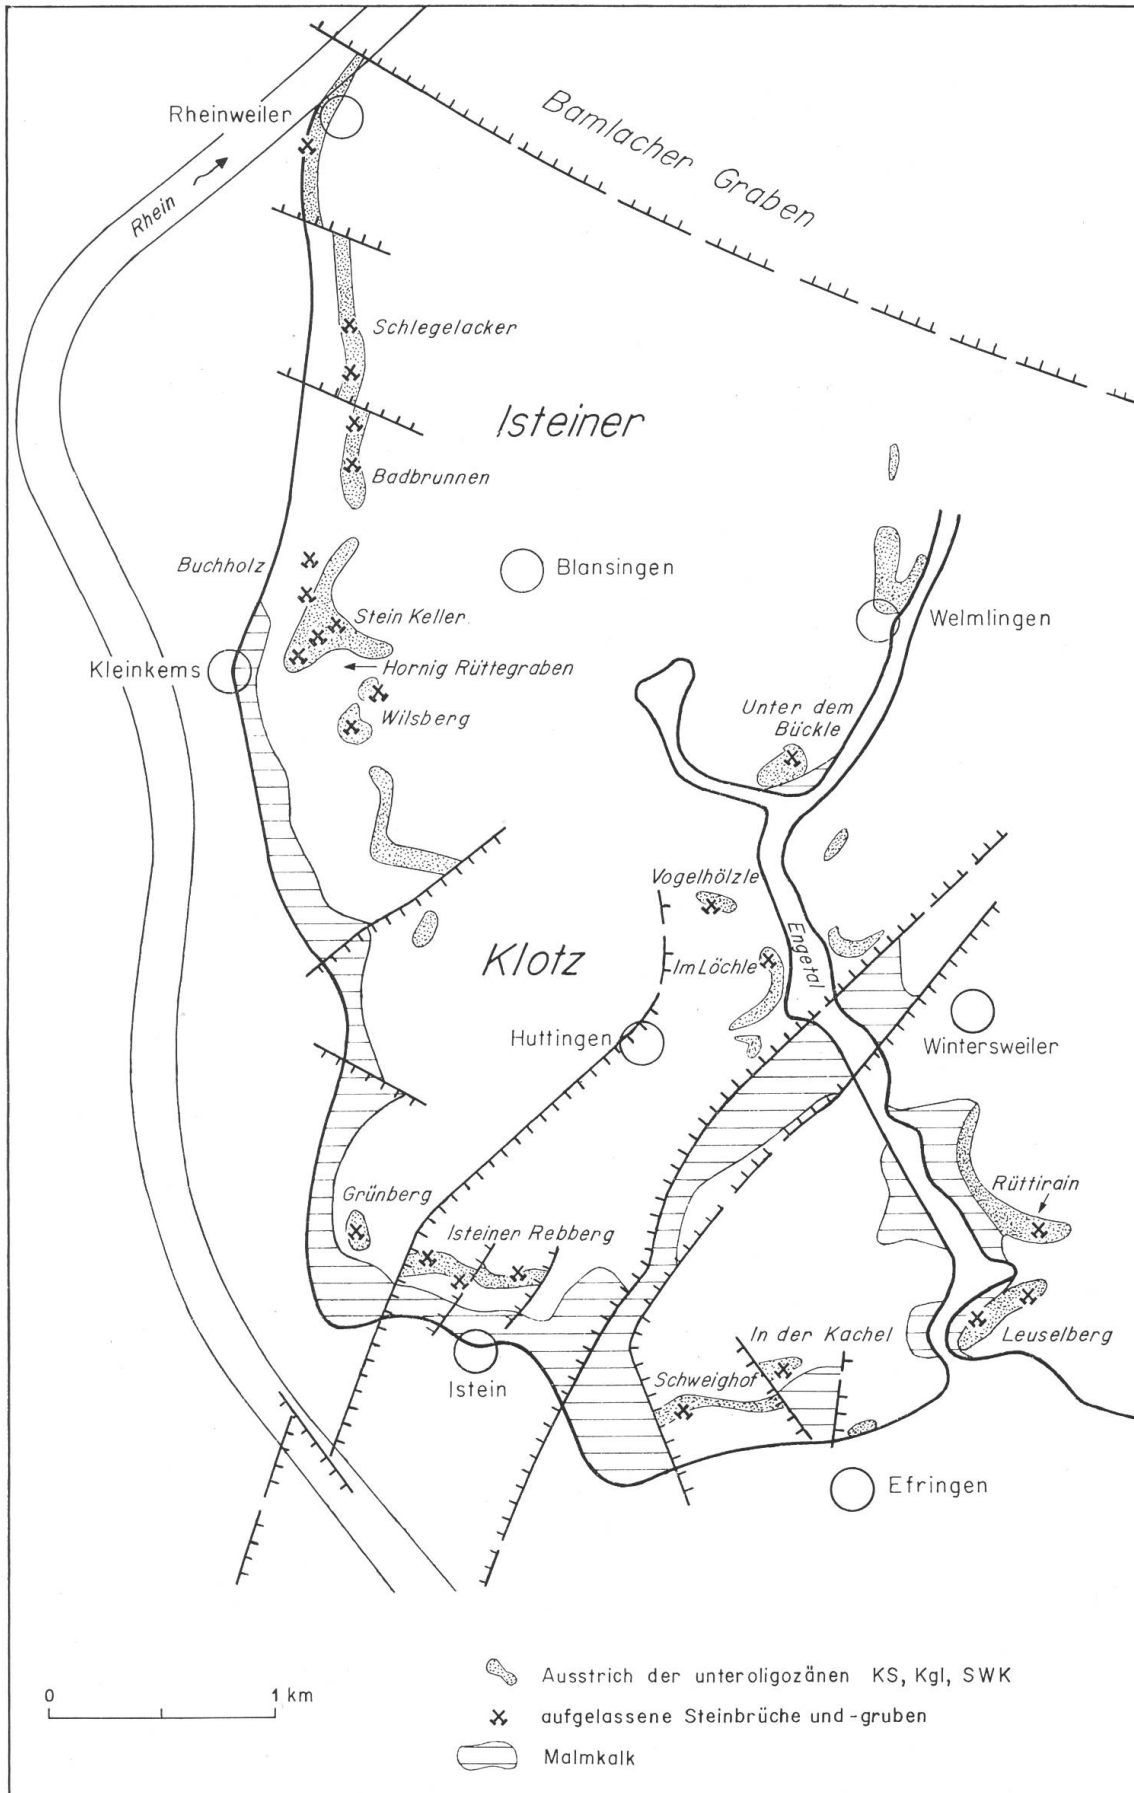 Rheinweiler
Bamlacher Graben
Rhein
Schlegelacker
Isteiner
Badbrunnen
Buchholz
Blansingen
Stein Keller
Welmlingen
Kleinkems
Hornig Rüttegraben
Wilsberg
Unter dem
Bückle
Vogelhölzle
Engetal
Klotz
Im Löchle
Huttingen
Wintersweiler
Grünberg
Rüttirain
Isteiner Rebberg
In der Kachel
Leuselberg
Istein
Schweighof
Efringen
Ausstrich der unteroligozänen KS, Kgl, SWK
0 1 km
aufgelassene Steinbrüche und -gruben
Malmkalk